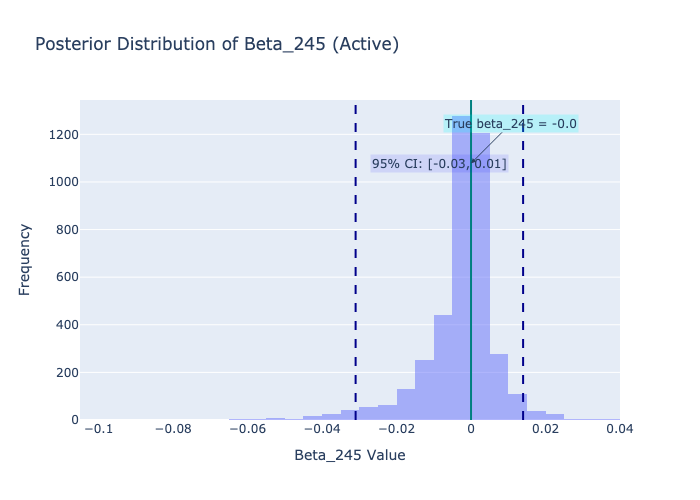 Posterior Distribution of Beta_245 (Active)
True beta_245 = -0.0
95% CI: [-0.03, 0.01]
1200
1000
800
600
400
200
0
Frequency
−0.1 −0.08 −0.06 −0.04 −0.02 0 0.02 0.04
Beta_245 Value